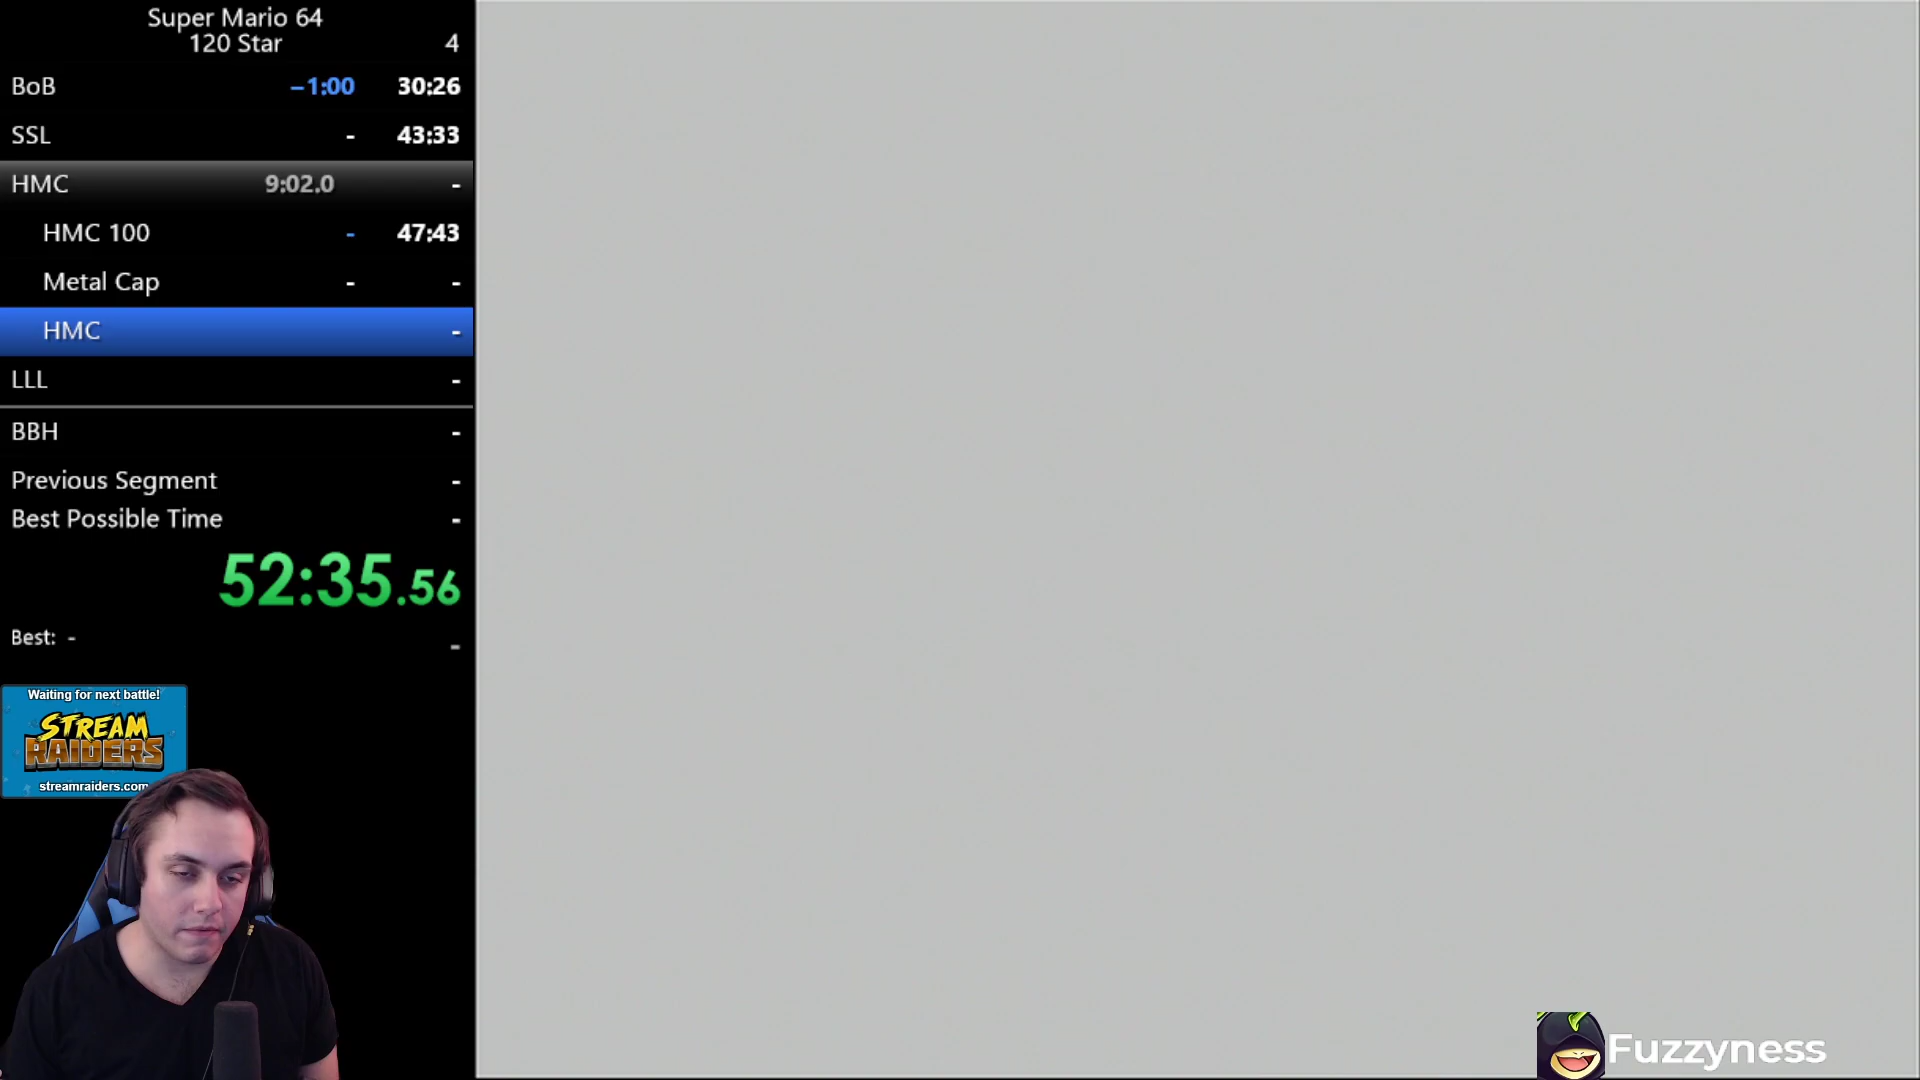 Super Mario 64
120 Star 4
BoB −1:00 30:26
SSL - 43:33
HMC 9:02.0 -
HMC 100 - 47:43
Metal Cap - -
HMC -
LLL -
BBH -
Previous Segment -
Best Possible Time -
52:35.56
Best: - -
Waiting for next battle!
STREAM
RAIDERS
streamraiders.com
Fuzzyness